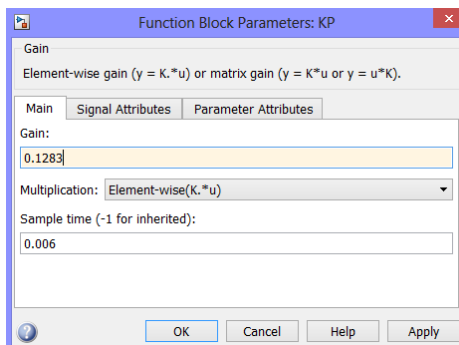 Function Block Parameters: KP
Gain
Element-wise gain (y = K.*u) or matrix gain (y = K*u or y = u*K).
Main Signal Attributes Parameter Attributes
Gain:
0.1283
Multiplication: Element-wise(K.*u)
Sample time (-1 for inherited):
0.006
OK Cancel Help Apply